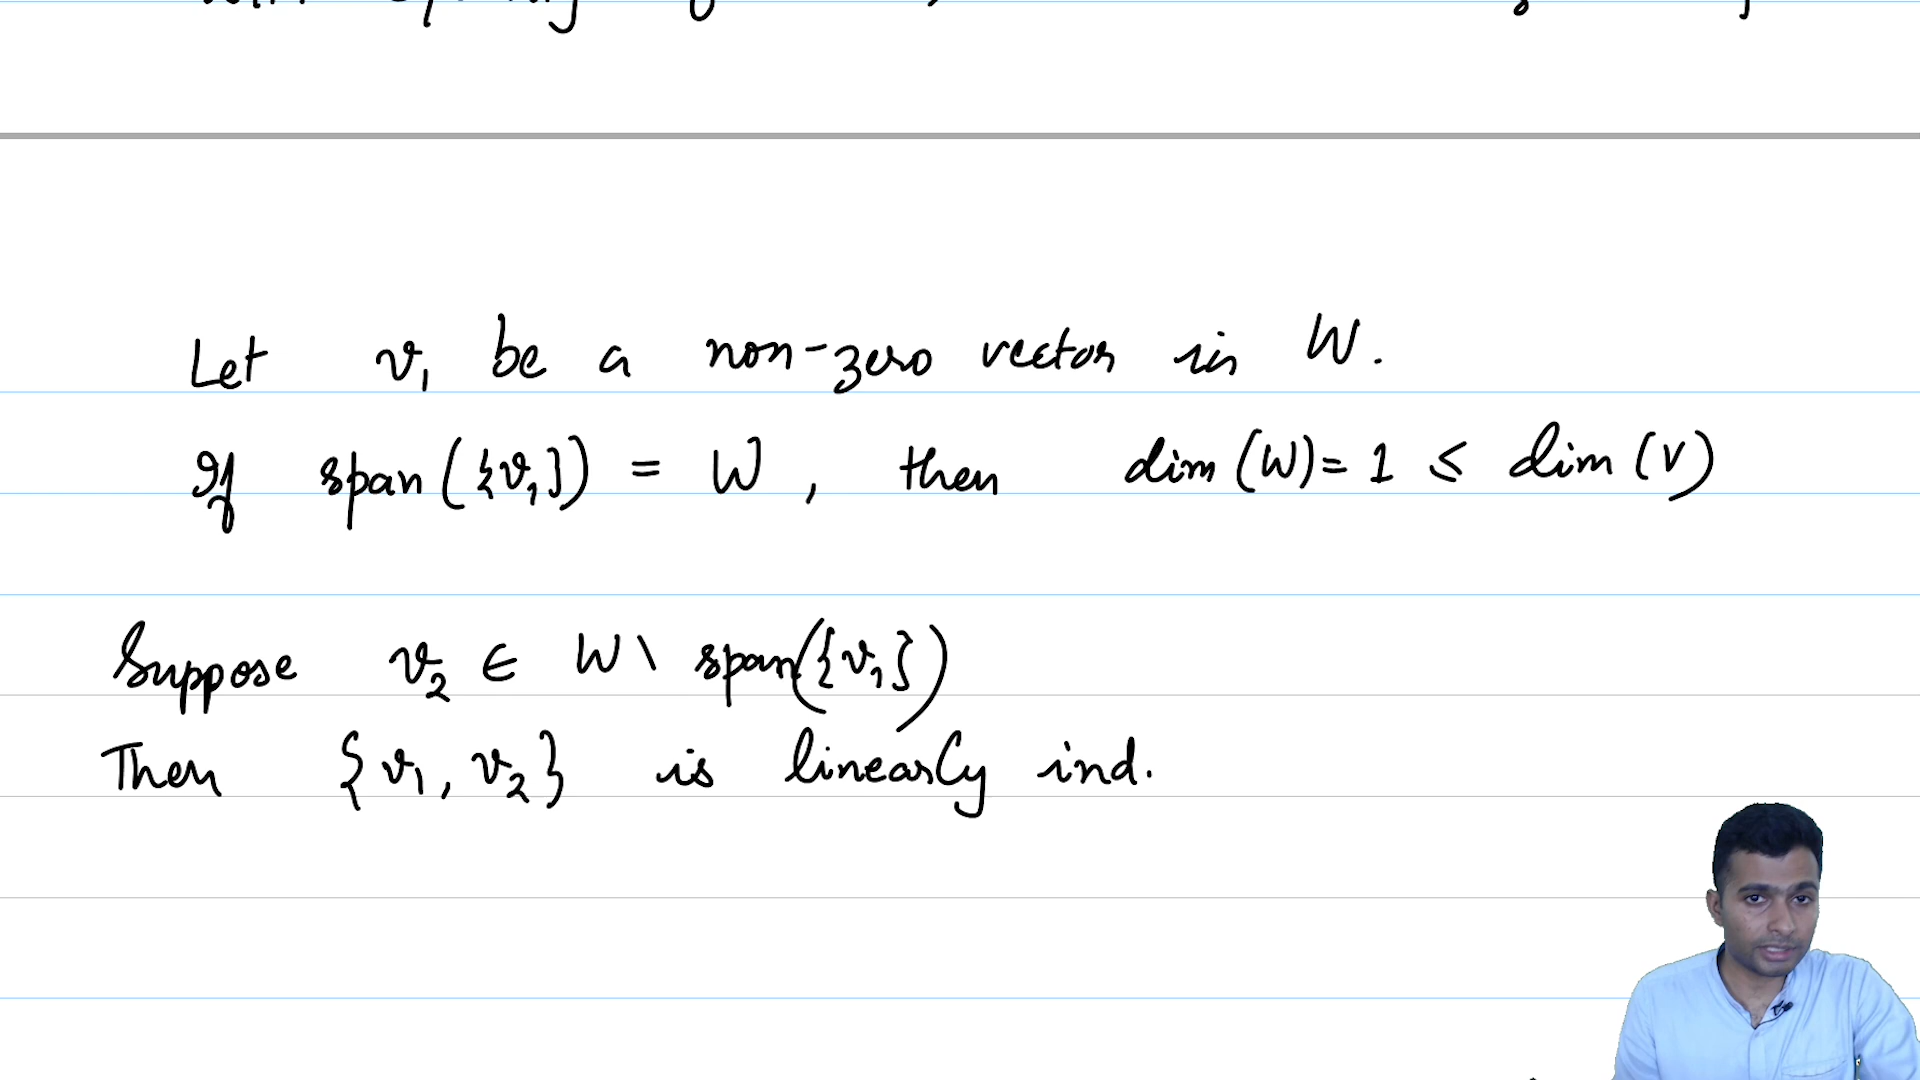 Let v₁ be a non-zero vector in W.
If span({v₁}) = W, then dim(W) = 1 ≤ dim(V)
Suppose v₂ ∈ W \ span({v₁})
Then {v₁, v₂} is linearly ind.